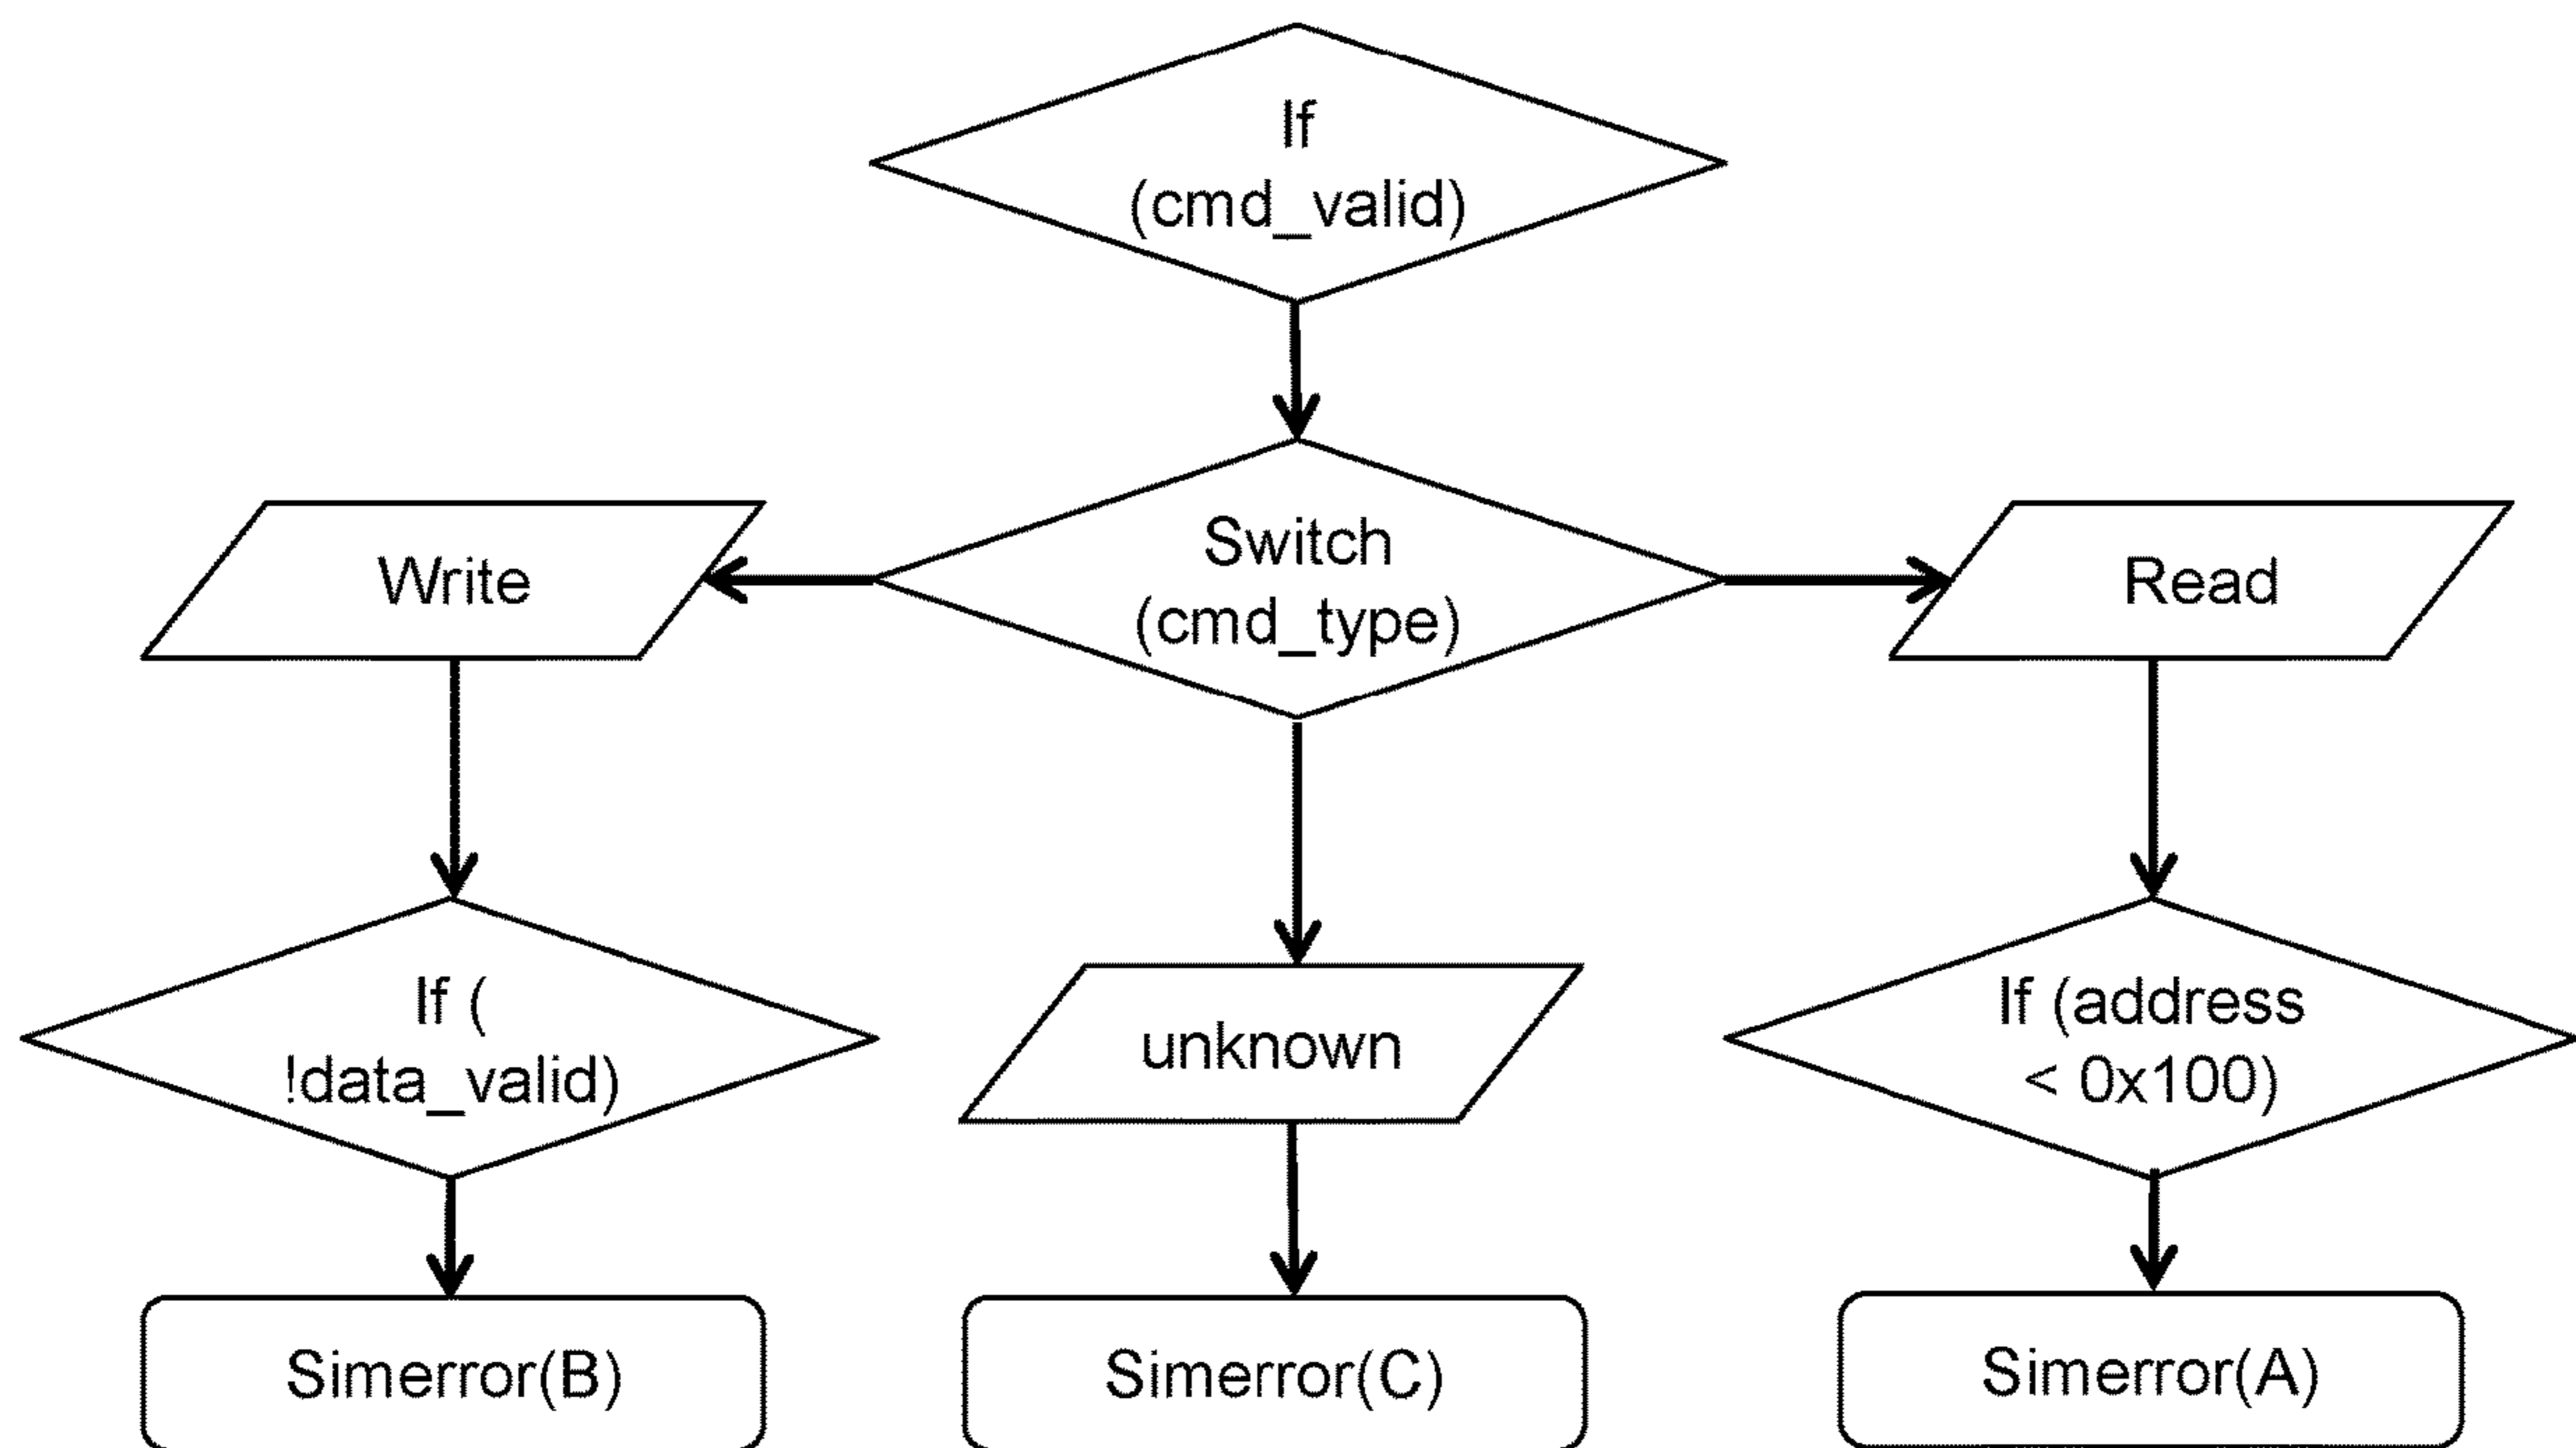 If
(cmd_valid)
Switch
(cmd_type)
Write
Read
If (
!data_valid)
unknown
If (address
< 0x100)
Simerror(B)
Simerror(C)
Simerror(A)